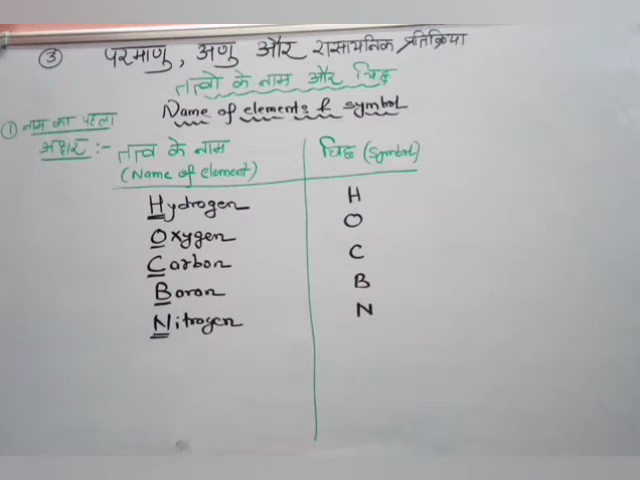 ③ परमाणु, अणु और रासायनिक प्रतिक्रिया
तत्वो के नाम और चिह्न
Name of elements & symbol
① नाम का पहला
अक्षर :-
तत्व के नाम
(Name of element)
चिह्न (symbol)
Hydrogen H
Oxygen O
Carbon C
Boron B
Nitrogen N